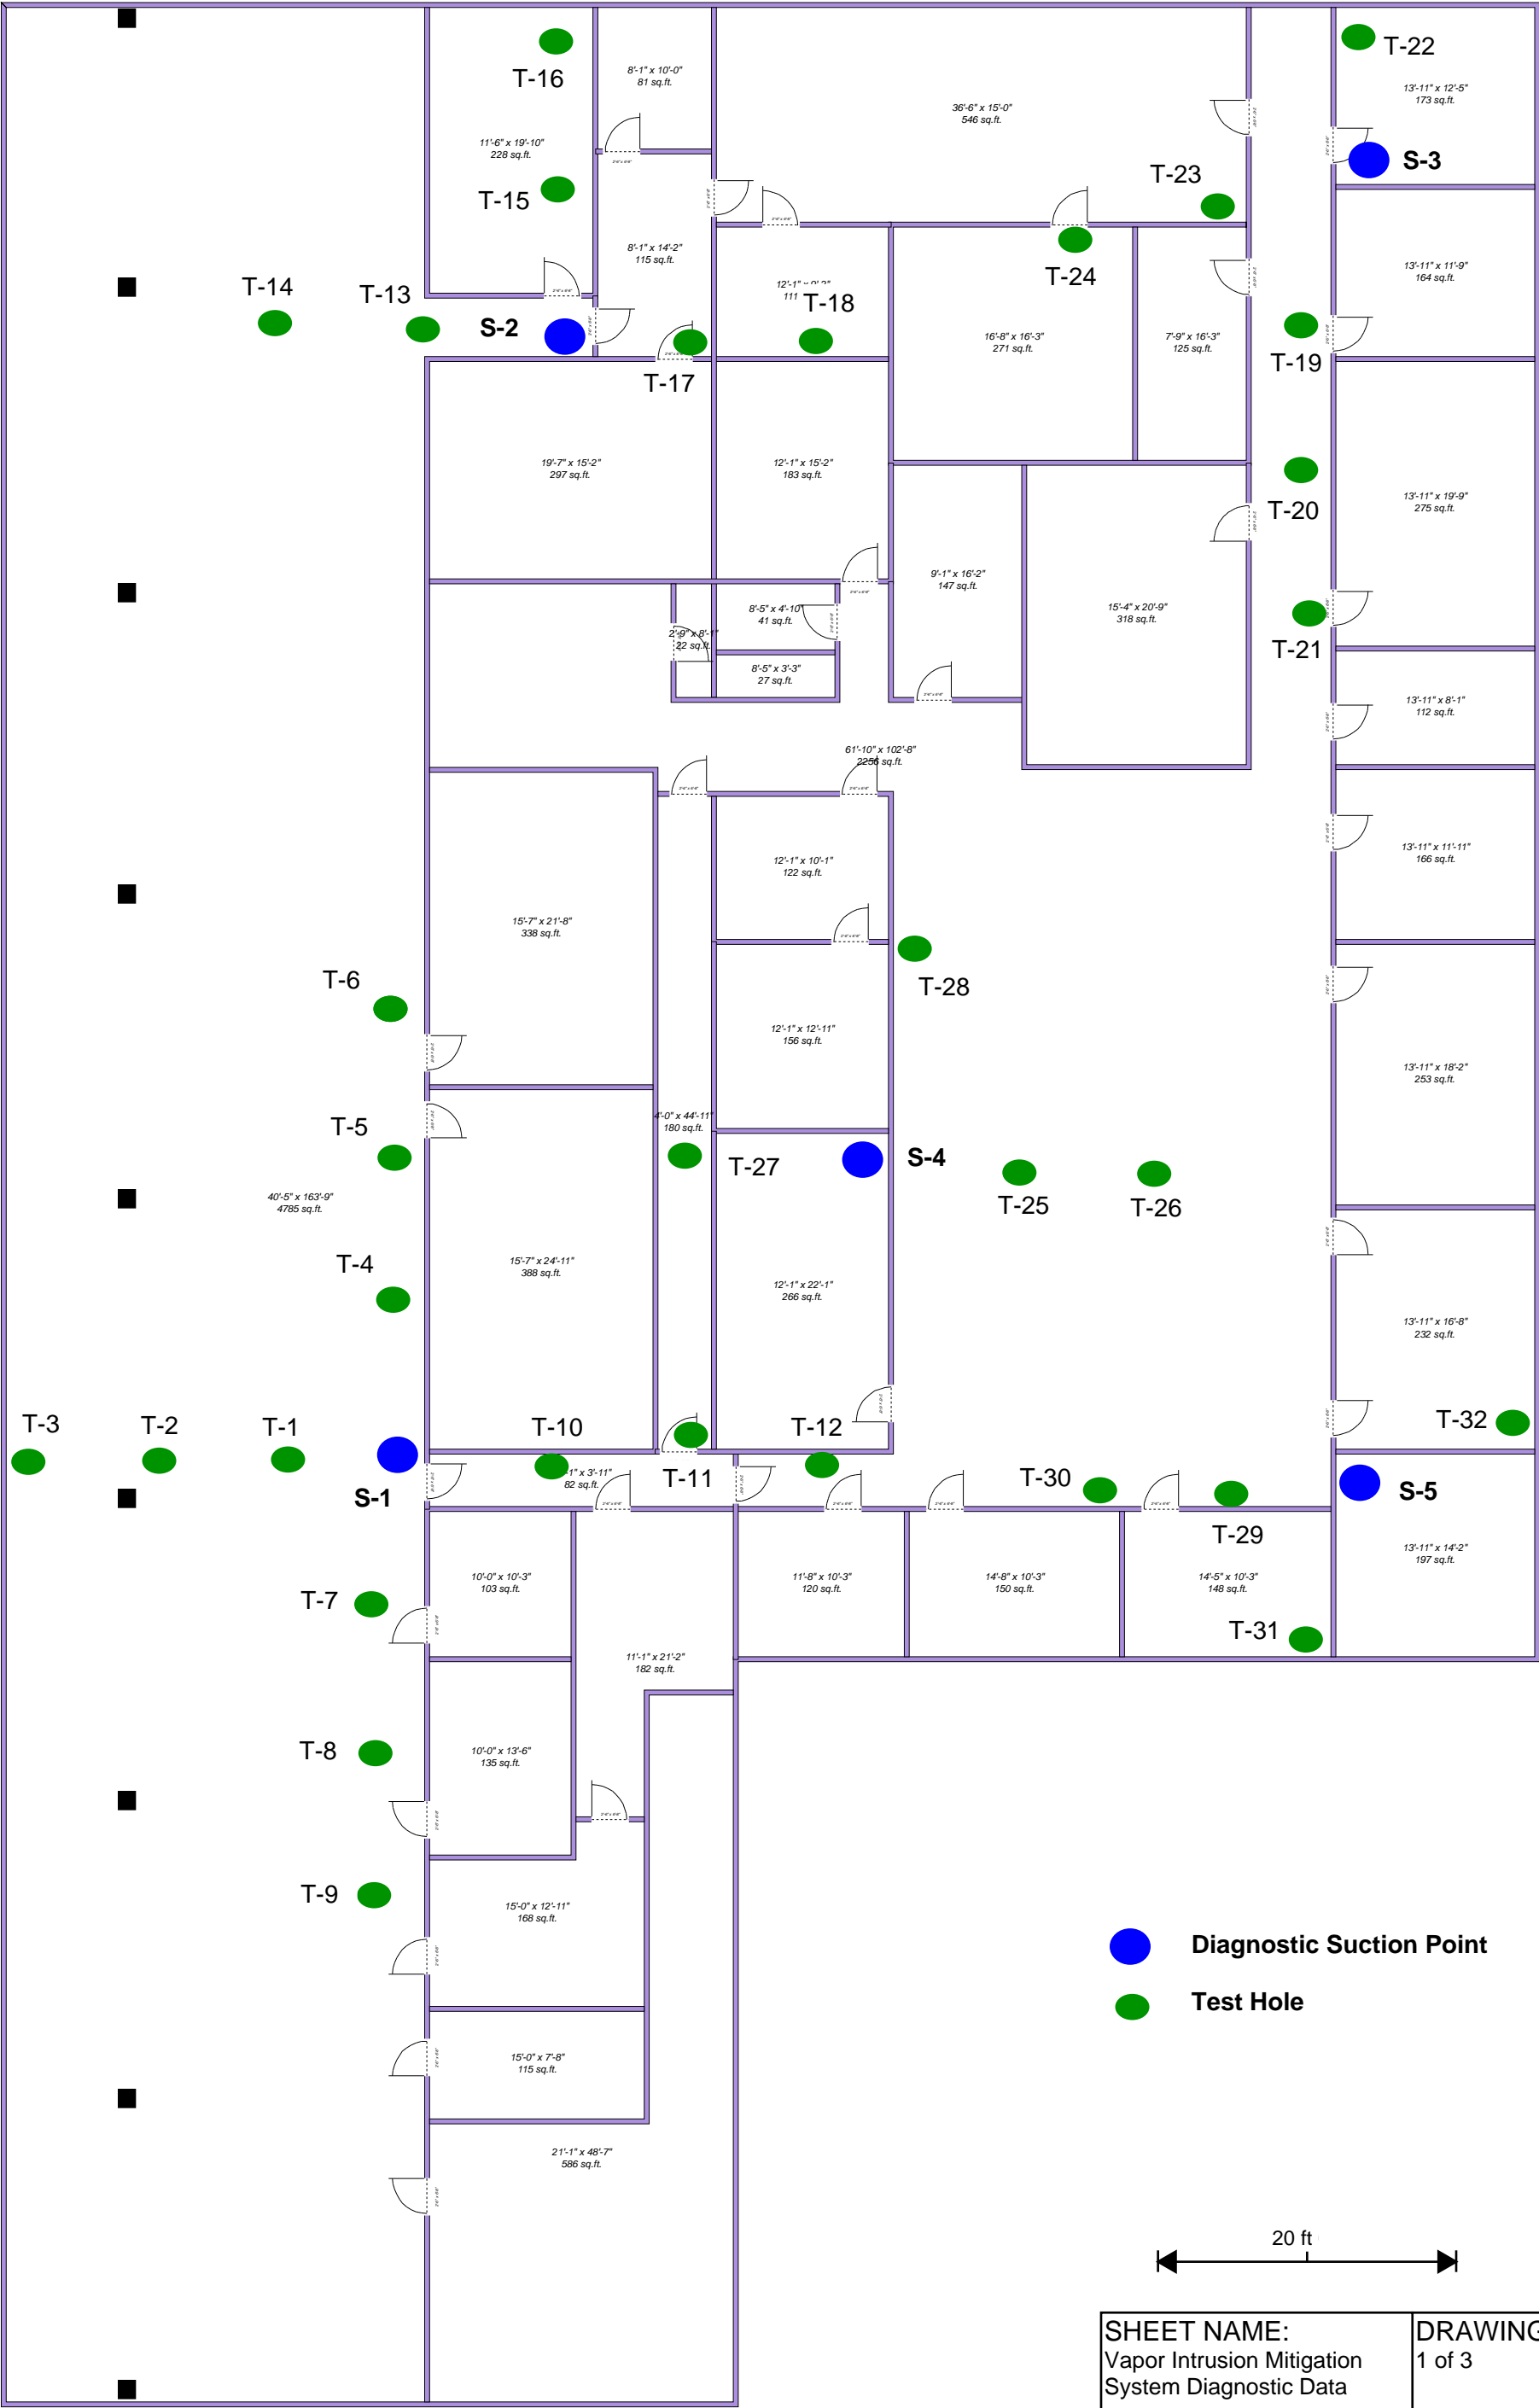 T-16
8'-1" x 10'-0"
81 sq.ft.
36'-6" x 15'-0"
546 sq.ft.
T-22
13'-11" x 12'-5"
173 sq.ft.
11'-6" x 19'-10"
228 sq.ft.
S-3
T-15
T-23
8'-1" x 14'-2"
115 sq.ft.
T-24
13'-11" x 11'-9"
164 sq.ft.
T-14
T-13
S-2
12'-1"
111
T-18
16'-8" x 16'-3"
271 sq.ft.
7'-9" x 16'-3"
125 sq.ft.
T-19
T-17
19'-7" x 15'-2"
297 sq.ft.
12'-1" x 15'-2"
183 sq.ft.
T-20
13'-11" x 19'-9"
275 sq.ft.
9'-1" x 16'-2"
147 sq.ft.
15'-4" x 20'-9"
318 sq.ft.
8'-5" x 4'-10"
41 sq.ft.
2'-9" x 8'-1"
22 sq.ft.
8'-5" x 3'-3"
27 sq.ft.
T-21
13'-11" x 8'-1"
112 sq.ft.
61'-10" x 102'-8"
2256 sq.ft.
12'-1" x 10'-1"
122 sq.ft.
13'-11" x 11'-11"
166 sq.ft.
15'-7" x 21'-8"
338 sq.ft.
T-6
T-28
12'-1" x 12'-11"
156 sq.ft.
13'-11" x 18'-2"
253 sq.ft.
T-5
4'-0" x 44'-11"
180 sq.ft.
T-27
S-4
T-25
T-26
40'-5" x 163'-9"
4785 sq.ft.
T-4
15'-7" x 24'-11"
388 sq.ft.
12'-1" x 22'-1"
266 sq.ft.
13'-11" x 16'-8"
232 sq.ft.
T-3
T-2
T-1
T-10
T-12
T-32
S-1
-1" x 3'-11"
82 sq.ft.
T-11
T-30
S-5
T-29
10'-0" x 10'-3"
103 sq.ft.
11'-8" x 10'-3"
120 sq.ft.
14'-8" x 10'-3"
150 sq.ft.
14'-5" x 10'-3"
148 sq.ft.
13'-11" x 14'-2"
197 sq.ft.
T-7
T-31
11'-1" x 21'-2"
182 sq.ft.
T-8
10'-0" x 13'-6"
135 sq.ft.
T-9
15'-0" x 12'-11"
168 sq.ft.
Diagnostic Suction Point
Test Hole
15'-0" x 7'-8"
115 sq.ft.
21'-1" x 48'-7"
586 sq.ft.
20 ft
SHEET NAME:
Vapor Intrusion Mitigation
System Diagnostic Data
DRAWING
1 of 3